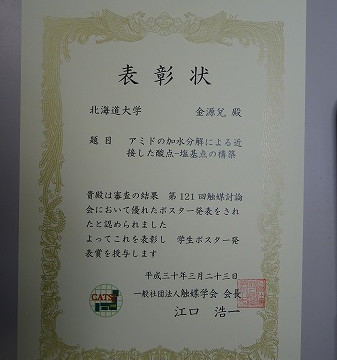 表彰状
北海道大学 金源兌 殿
題目 アミドの加水分解による近
接した酸点−塩基点の構築
貴殿は審査の結果 第121回触媒討論
会において優れたポスター発表をされ
たと認められました
よってこれを表彰し 学生ポスター発
表賞を授与します
平成三十年三月二十三日
一般社団法人触媒学会 会長
江口 浩一
CATSJ